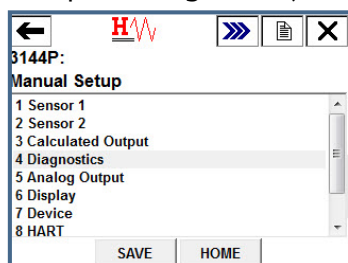 H
3144P:
Manual Setup
1 Sensor 1
2 Sensor 2
3 Calculated Output
4 Diagnostics
5 Analog Output
6 Display
7 Device
8 HART
SAVE HOME